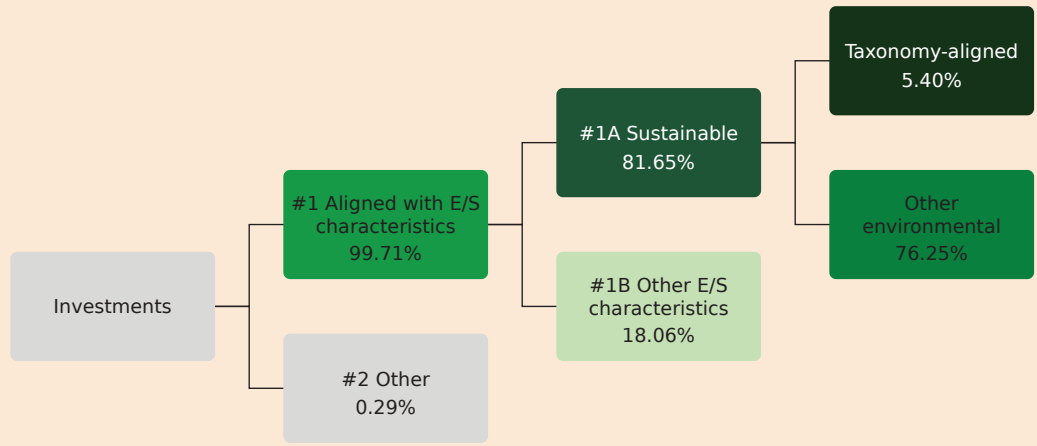 Investments
#1 Aligned with E/S
characteristics
99.71%
#2 Other
0.29%
#1A Sustainable
81.65%
#1B Other E/S
characteristics
18.06%
Taxonomy-aligned
5.40%
Other
environmental
76.25%